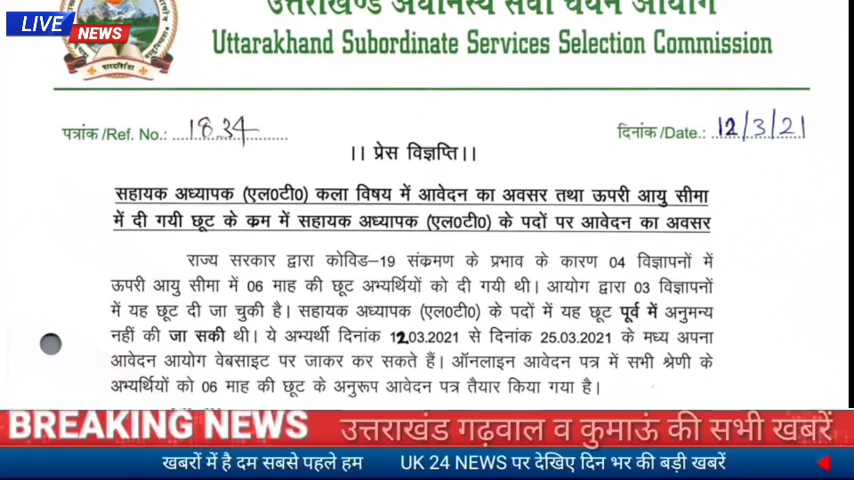 LIVE
NEWS
उत्तराखण्ड अधीनस्थ सेवा चयन आयोग
Uttarakhand Subordinate Services Selection Commission
पत्रांक /Ref. No.: 1834
दिनांक /Date.: 12/3/21
।। प्रेस विज्ञप्ति।।
सहायक अध्यापक (एल0टी0) कला विषय में आवेदन का अवसर तथा ऊपरी आयु सीमा
में दी गयी छूट के क्रम में सहायक अध्यापक (एल0टी0) के पदों पर आवेदन का अवसर
राज्य सरकार द्वारा कोविड–19 संक्रमण के प्रभाव के कारण 04 विज्ञापनों में
ऊपरी आयु सीमा में 06 माह की छूट अभ्यर्थियों को दी गयी थी। आयोग द्वारा 03 विज्ञापनों
में यह छूट दी जा चुकी है। सहायक अध्यापक (एल0टी0) के पदों में यह छूट पूर्व में अनुमन्य
नहीं की जा सकी थी। ये अभ्यर्थी दिनांक 12.03.2021 से दिनांक 25.03.2021 के मध्य अपना
आवेदन आयोग वेबसाइट पर जाकर कर सकते हैं। ऑनलाइन आवेदन पत्र में सभी श्रेणी के
अभ्यर्थियों को 06 माह की छूट के अनुरूप आवेदन पत्र तैयार किया गया है।
BREAKING NEWS उत्तराखंड गढ़वाल व कुमाऊं की सभी खबरें
खबरों में है दम सबसे पहले हम UK 24 NEWS पर देखिए दिन भर की बड़ी खबरें